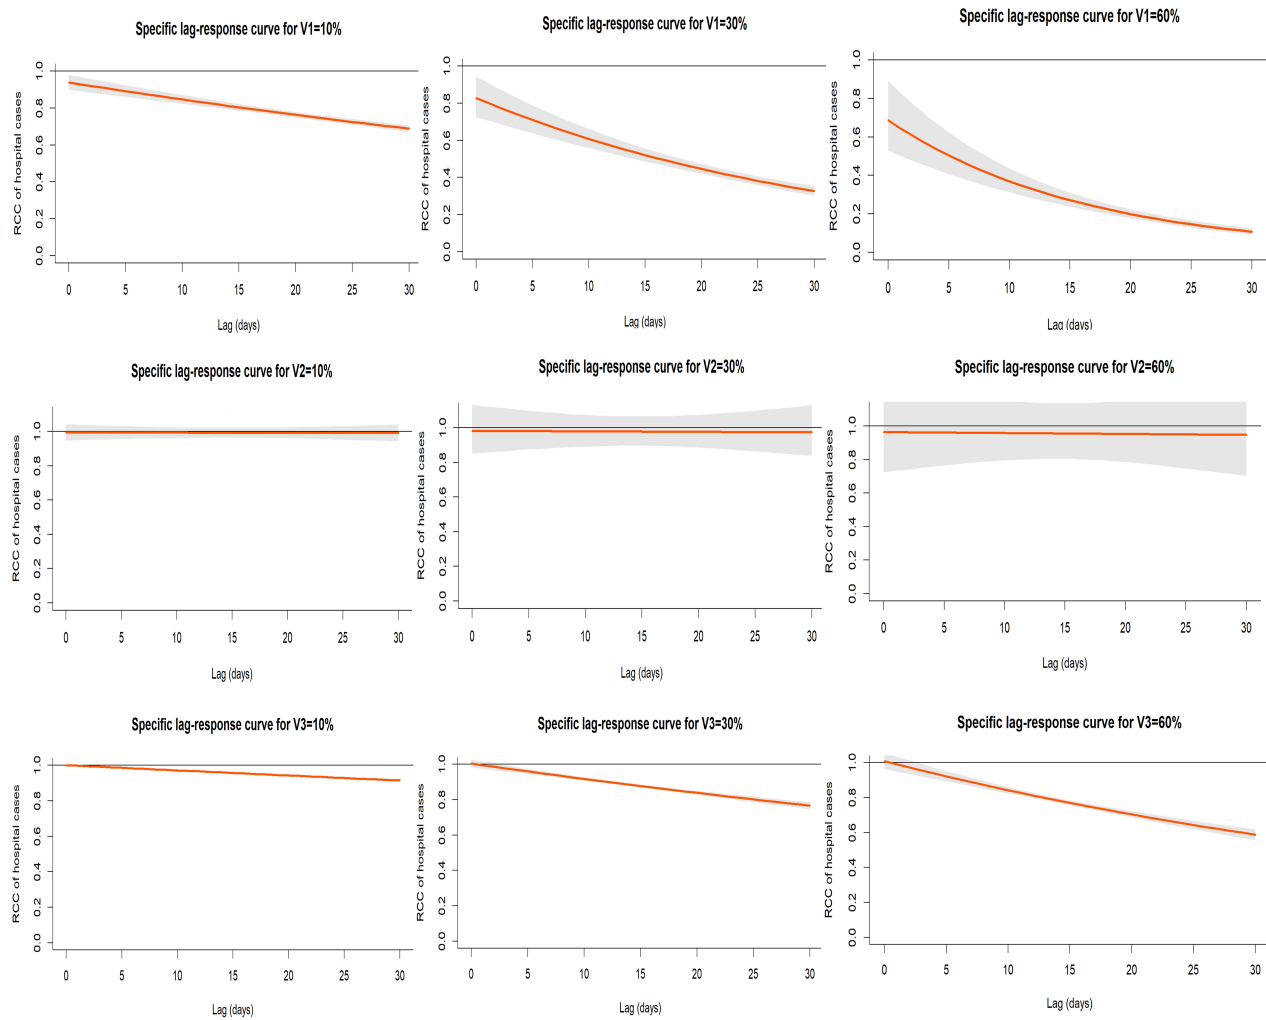 Specific lag-response curve for V1=10%
RCC of hospital cases
1.0
0.8
0.6
0.4
0.2
0.0
0 5 10 15 20 25 30
Lag (days)
Specific lag-response curve for V1=30%
RCC of hospital cases
1.0
0.8
0.6
0.4
0.2
0.0
0 5 10 15 20 25 30
Lag (days)
Specific lag-response curve for V1=60%
RCC of hospital cases
1.0
0.8
0.6
0.4
0.2
0.0
0 5 10 15 20 25 30
Lag (days)
Specific lag-response curve for V2=10%
RCC of hospital cases
1.0
0.8
0.6
0.4
0.2
0.0
0 5 10 15 20 25 30
Lag (days)
Specific lag-response curve for V2=30%
RCC of hospital cases
1.0
0.8
0.6
0.4
0.2
0.0
0 5 10 15 20 25 30
Lag (days)
Specific lag-response curve for V2=60%
RCC of hospital cases
1.0
0.8
0.6
0.4
0.2
0.0
0 5 10 15 20 25 30
Lag (days)
Specific lag-response curve for V3=10%
RCC of hospital cases
1.0
0.8
0.6
0.4
0.2
0.0
0 5 10 15 20 25 30
Lag (days)
Specific lag-response curve for V3=30%
RCC of hospital cases
1.0
0.8
0.6
0.4
0.2
0.0
0 5 10 15 20 25 30
Lag (days)
Specific lag-response curve for V3=60%
RCC of hospital cases
1.0
0.8
0.6
0.4
0.2
0.0
0 5 10 15 20 25 30
Lag (days)